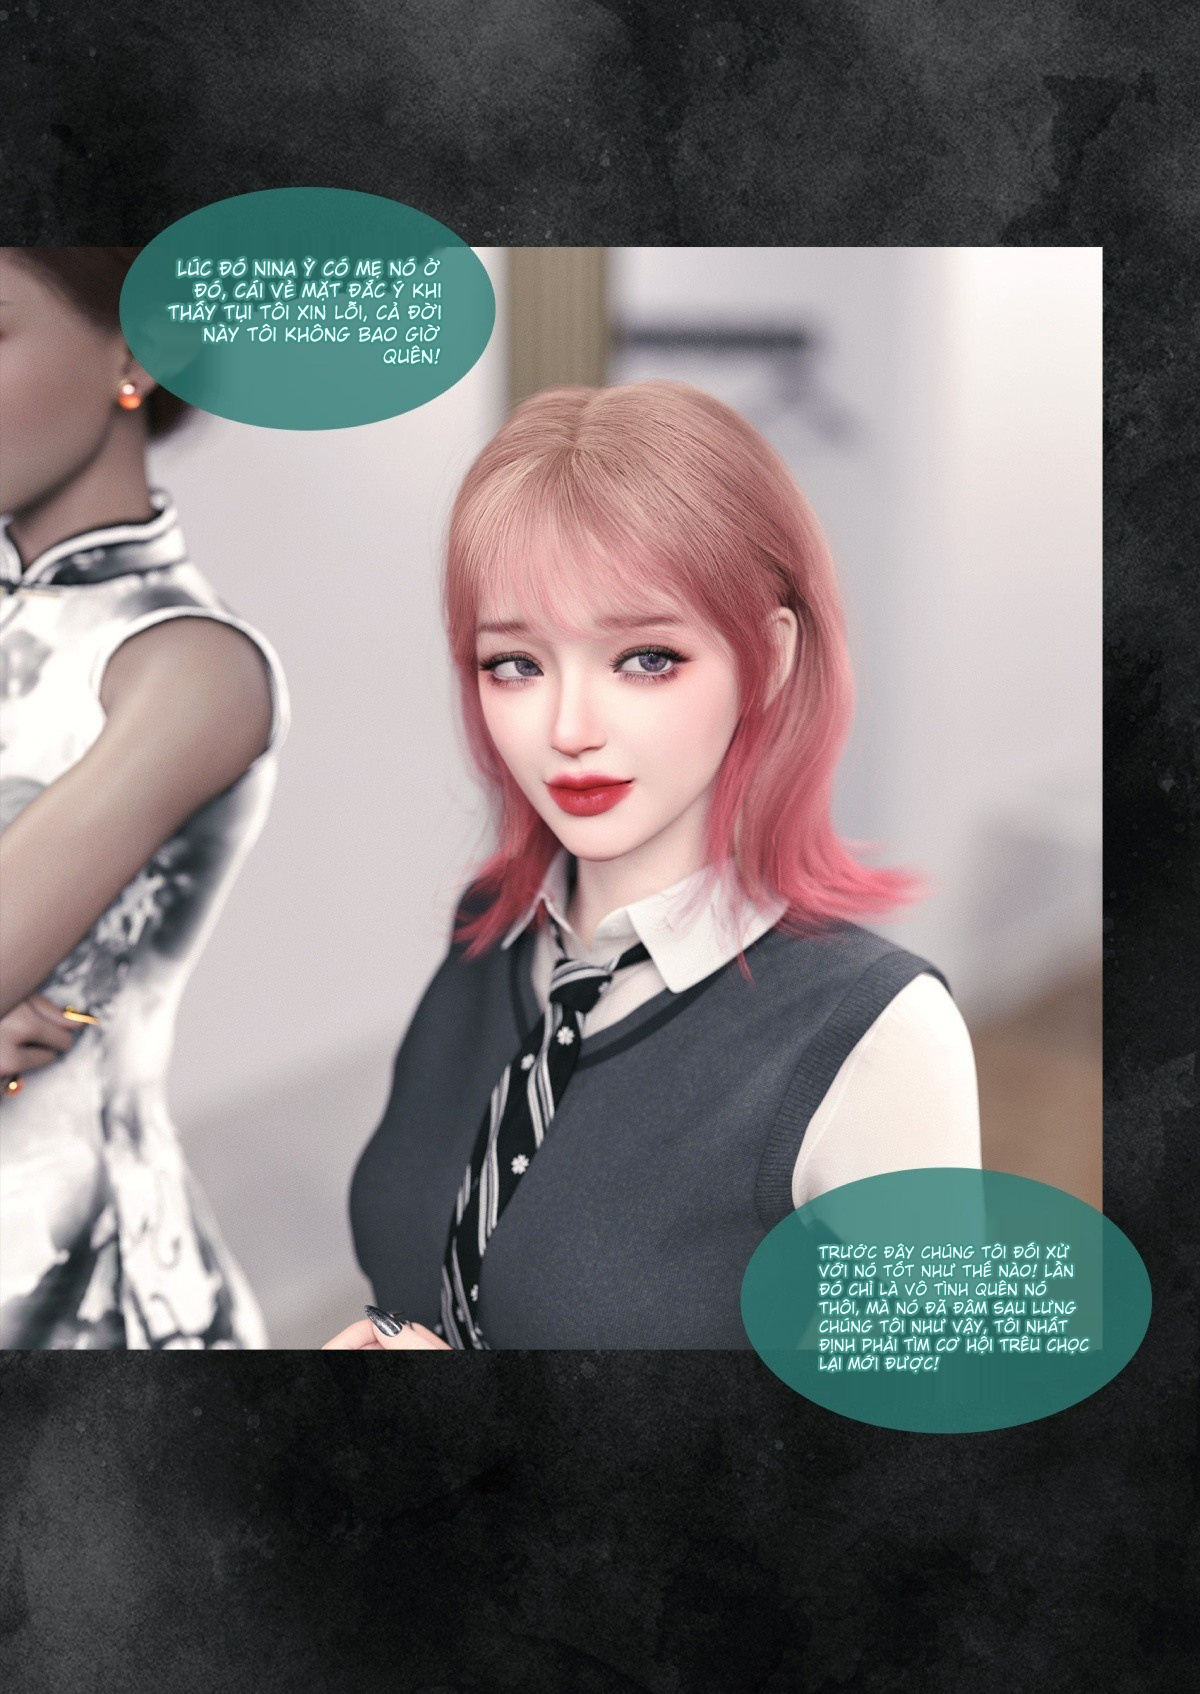 LÚC ĐÓ NINA Ỷ CÓ MẸ NÓ Ở
ĐÓ, CÁI VẺ MẶT ĐẮC Ý KHI
THẤY TỤI TÔI XIN LỖI, CẢ ĐỜI
NÀY TÔI KHÔNG BAO GIỜ
QUÊN!
TRƯỚC ĐÂY CHÚNG TÔI ĐỐI XỬ
VỚI NÓ TỐT NHƯ THẾ NÀO! LẦN
ĐÓ CHỈ LÀ VÔ TÌNH QUÊN NÓ
THÔI, MÀ NÓ ĐÃ ĐÂM SAU LƯNG
CHÚNG TÔI NHƯ VẬY, TÔI NHẤT
ĐỊNH PHẢI TÌM CƠ HỘI TRÊU CHỌC
LẠI MỚI ĐƯỢC!